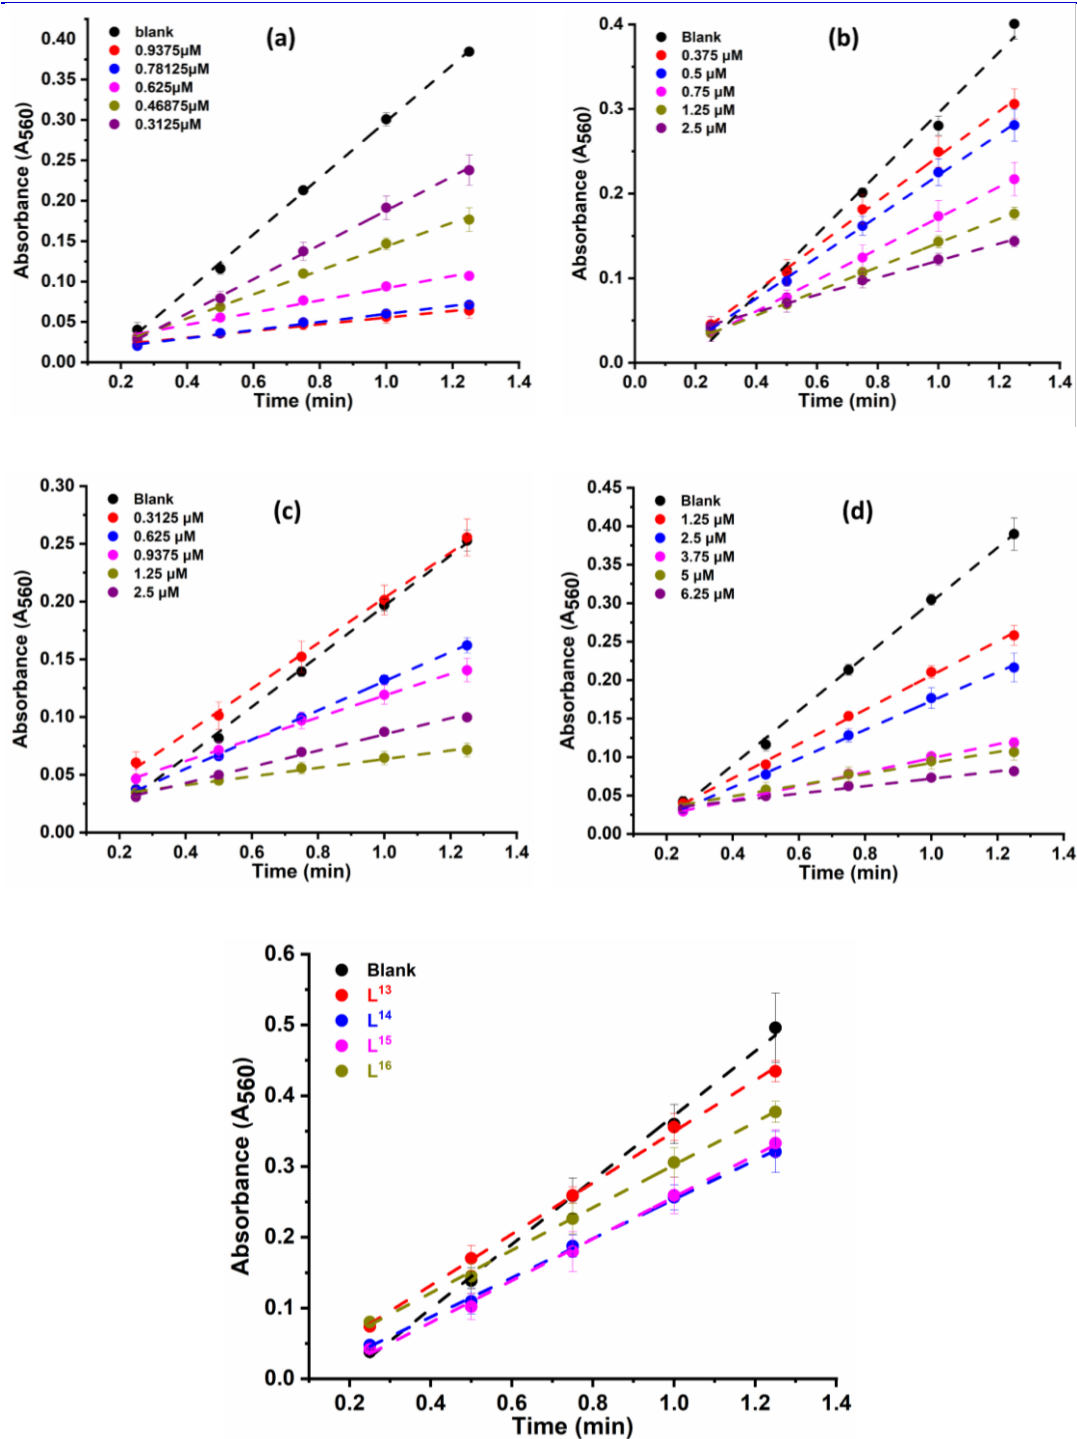 (a)
blank
0.9375µM
0.78125µM
0.625µM
0.46875µM
0.3125µM
Absorbance (A560)
0.40
0.35
0.30
0.25
0.20
0.15
0.10
0.05
0.00
0.2 0.4 0.6 0.8 1.0 1.2 1.4
Time (min)
(b)
Blank
0.375 µM
0.5 µM
0.75 µM
1.25 µM
2.5 µM
Absorbance (A560)
0.4
0.3
0.2
0.1
0.0
0.0 0.2 0.4 0.6 0.8 1.0 1.2 1.4
Time (min)
(c)
Blank
0.3125 µM
0.625 µM
0.9375 µM
1.25 µM
2.5 µM
Absorbance (A560)
0.30
0.25
0.20
0.15
0.10
0.05
0.00
0.2 0.4 0.6 0.8 1.0 1.2 1.4
Time (min)
(d)
Blank
1.25 µM
2.5 µM
3.75 µM
5 µM
6.25 µM
Absorbance (A560)
0.45
0.40
0.35
0.30
0.25
0.20
0.15
0.10
0.05
0.00
0.2 0.4 0.6 0.8 1.0 1.2 1.4
Time (min)
Blank
L13
L14
L15
L16
Absorbance (A560)
0.6
0.5
0.4
0.3
0.2
0.1
0.0
0.2 0.4 0.6 0.8 1.0 1.2 1.4
Time (min)